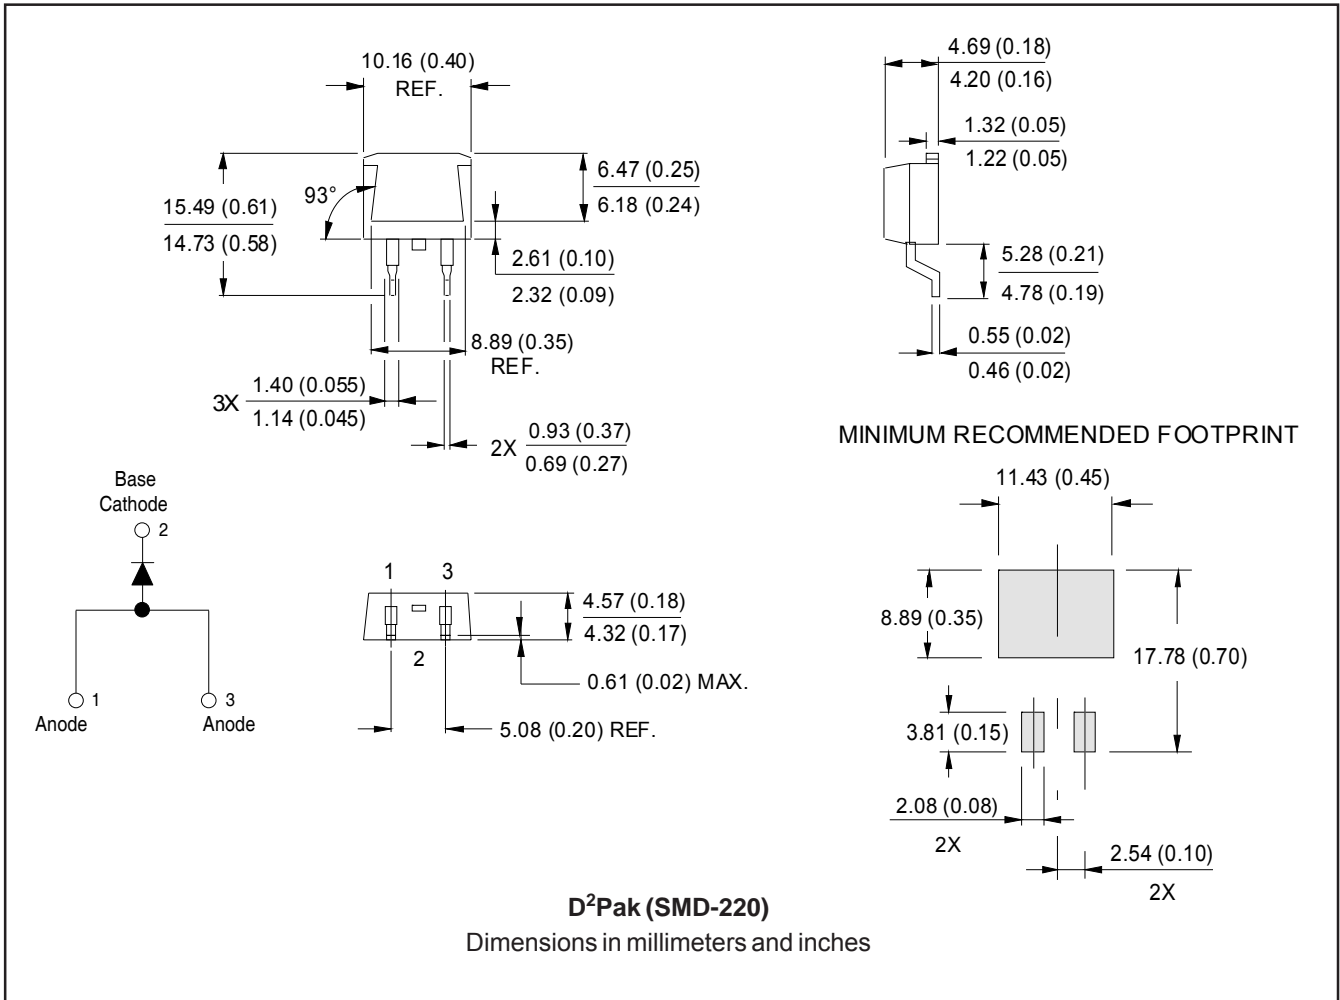 10.16 (0.40)
REF.
93°
15.49 (0.61)
14.73 (0.58)
6.47 (0.25)
6.18 (0.24)
2.61 (0.10)
2.32 (0.09)
8.89 (0.35)
REF.
3X
1.40 (0.055)
1.14 (0.045)
2X
0.93 (0.37)
0.69 (0.27)
4.69 (0.18)
4.20 (0.16)
1.32 (0.05)
1.22 (0.05)
5.28 (0.21)
4.78 (0.19)
0.55 (0.02)
0.46 (0.02)
Base
Cathode
2
1
Anode
3
Anode
1 3
2
4.57 (0.18)
4.32 (0.17)
0.61 (0.02) MAX.
5.08 (0.20) REF.
MINIMUM RECOMMENDED FOOTPRINT
11.43 (0.45)
8.89 (0.35)
17.78 (0.70)
3.81 (0.15)
2.08 (0.08)
2X
2.54 (0.10)
2X
D²Pak (SMD-220)
Dimensions in millimeters and inches